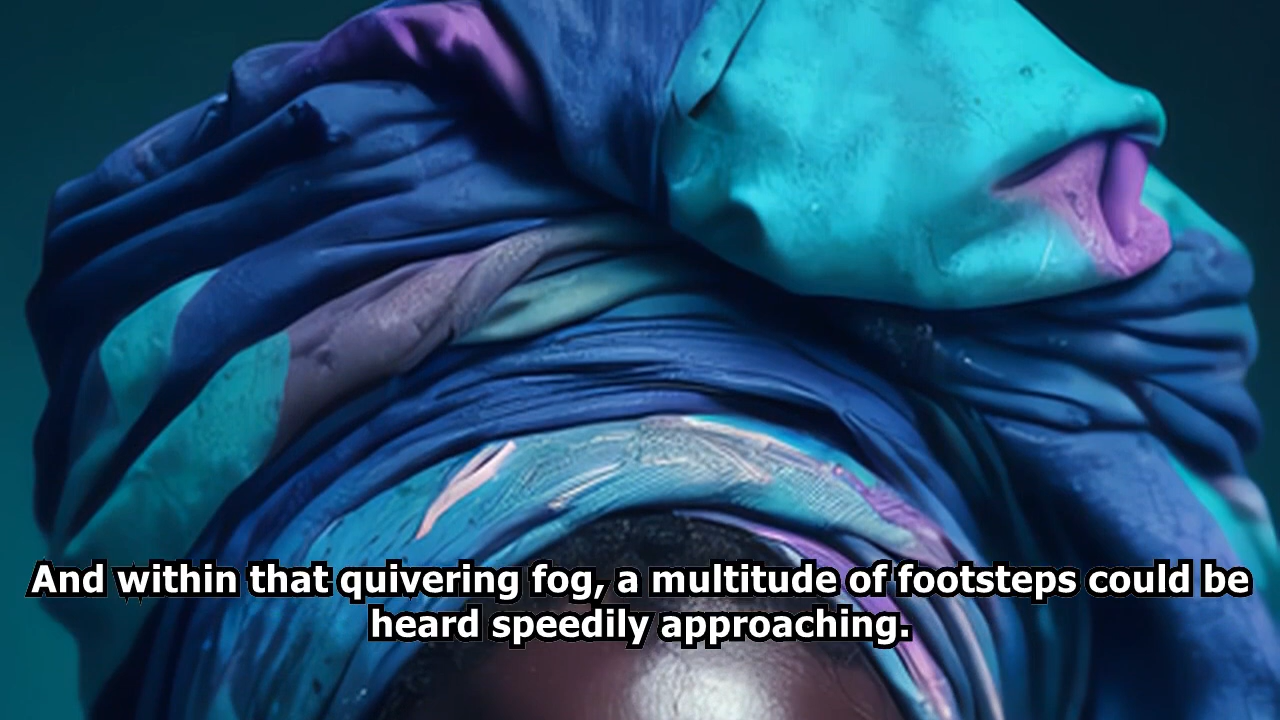 And within that quivering fog, a multitude of footsteps could be
heard speedily approaching.